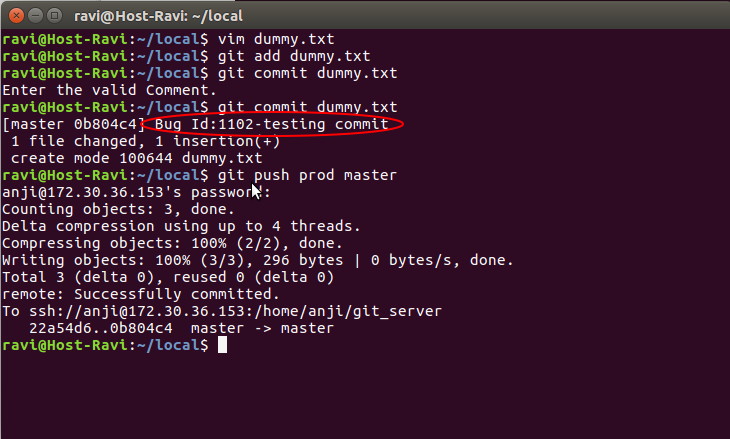 ravi@Host-Ravi: ~/local
ravi@Host-Ravi:~/local$ vim dummy.txt
ravi@Host-Ravi:~/local$ git add dummy.txt
ravi@Host-Ravi:~/local$ git commit dummy.txt
Enter the valid Comment.
ravi@Host-Ravi:~/local$ git commit dummy.txt
[master 0b804c4] Bug Id:1102-testing commit
 1 file changed, 1 insertion(+)
 create mode 100644 dummy.txt
ravi@Host-Ravi:~/local$ git push prod master
anji@172.30.36.153's password:
Counting objects: 3, done.
Delta compression using up to 4 threads.
Compressing objects: 100% (2/2), done.
Writing objects: 100% (3/3), 296 bytes | 0 bytes/s, done.
Total 3 (delta 0), reused 0 (delta 0)
remote: Successfully committed.
To ssh://anji@172.30.36.153:/home/anji/git_server
   22a54d6..0b804c4  master -> master
ravi@Host-Ravi:~/local$